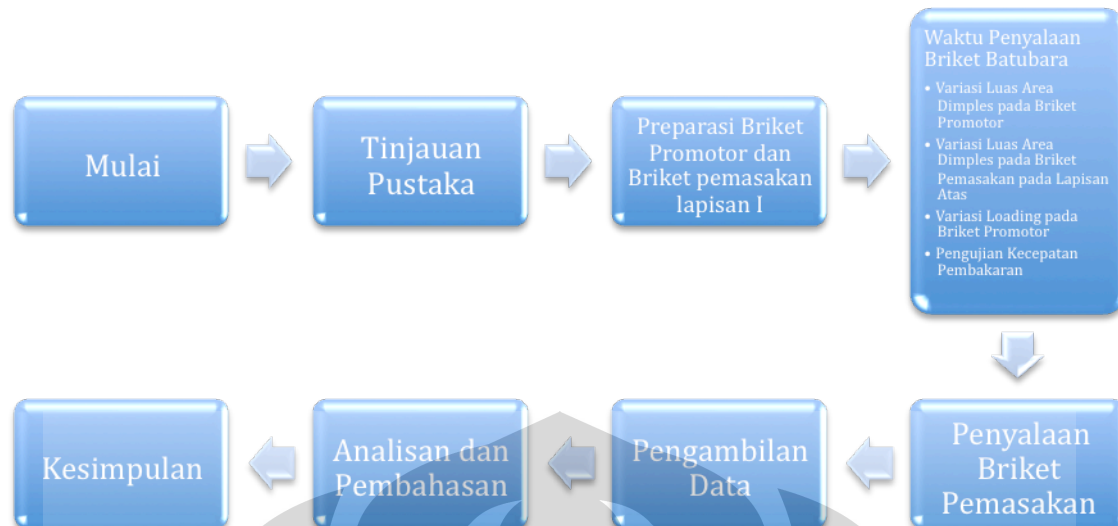 Mulai
Tinjauan
Pustaka
Preparasi Briket
Promotor dan
Briket pemasakan
lapisan I
Waktu Penyalaan
Briket Batubara
• Variasi Luas Area
Dimples pada Briket
Promotor
• Variasi Luas Area
Dimples pada Briket
Pemasakan pada Lapisan
Atas
• Variasi Loading pada
Briket Promotor
• Pengujian Kecepatan
Pembakaran
Penyalaan
Briket
Pemasakan
Pengambilan
Data
Analisan dan
Pembahasan
Kesimpulan